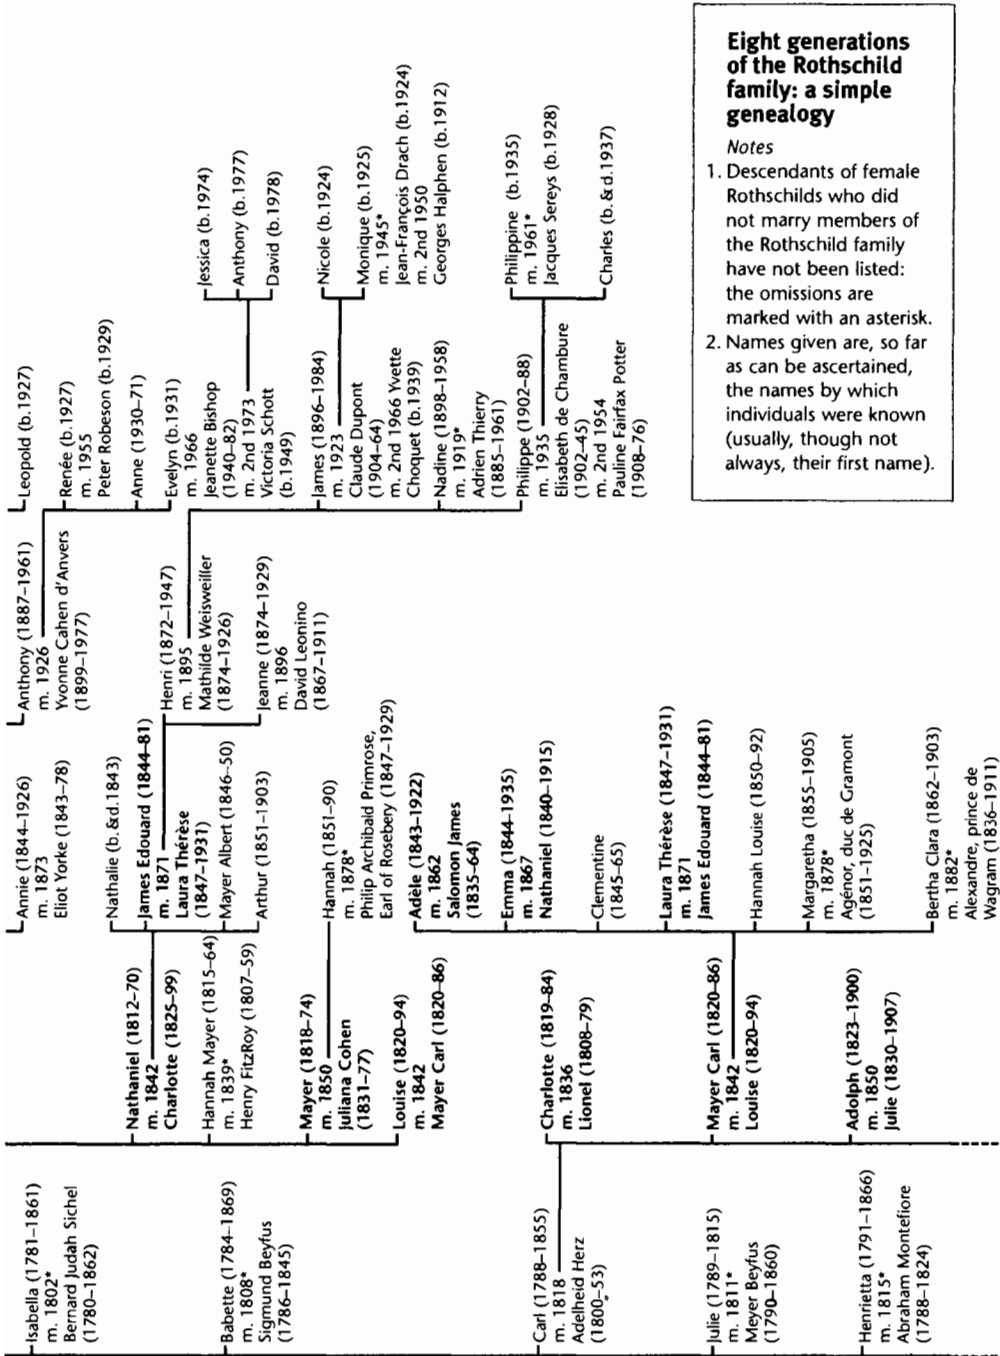 Isabella (1781–1861)
m. 1802*
Bernard Judah Sichel
(1780–1862)
Babette (1784–1869)
m. 1808*
Sigmund Beyfus
(1786–1845)
Carl (1788–1855)
m. 1818
Adelheid Herz
(1800–53)
Julie (1789–1815)
m. 1811*
Meyer Beyfus
(1790–1860)
Henrietta (1791–1866)
m. 1815*
Abraham Montefiore
(1788–1824)
Nathaniel (1812–70)
m. 1842
Charlotte (1825–99)
Hannah Mayer (1815–64)
m. 1839*
Henry FitzRoy (1807–59)
Mayer (1818–74)
m. 1850
Juliana Cohen
(1831–77)
Louise (1820–94)
m. 1842
Mayer Carl (1820–86)
Charlotte (1819–84)
m. 1836
Lionel (1808–79)
Mayer Carl (1820–86)
m. 1842
Louise (1820–94)
Adolph (1823–1900)
m. 1850
Julie (1830–1907)
Annie (1844–1926)
m. 1873
Eliot Yorke (1843–78)
Nathalie (b.&d.1843)
James Edouard (1844–81)
m. 1871
Laura Thérèse
(1847–1931)
Mayer Albert (1846–50)
Arthur (1851–1903)
Hannah (1851–90)
m. 1878*
Philip Archibald Primrose,
Earl of Rosebery (1847–1929)
Adèle (1843–1922)
m. 1862
Salomon James
(1835–64)
Emma (1844–1935)
m. 1867
Nathaniel (1840–1915)
Clementine
(1845–65)
Laura Thérèse (1847–1931)
m. 1871
James Edouard (1844–81)
Hannah Louise (1850–92)
Margaretha (1855–1905)
m. 1878*
Agénor, duc de Gramont
(1851–1925)
Bertha Clara (1862–1903)
m. 1882*
Alexandre, prince de
Wagram (1836–1911)
Anthony (1887–1961)
m. 1926
Yvonne Cahen d'Anvers
(1899–1977)
Henri (1872–1947)
m. 1895
Mathilde Weisweiller
(1874–1926)
Jeanne (1874–1929)
m. 1896
David Leonino
(1867–1911)
Leopold (b.1927)
Renée (b.1927)
m. 1955
Peter Robeson (b.1929)
Anne (1930–71)
Evelyn (b.1931)
m. 1966
Jeanette Bishop
(1940–82)
m. 2nd 1973
Victoria Schott
(b.1949)
James (1896–1984)
m. 1923
Claude Dupont
(1904–64)
m. 2nd 1966 Yvette
Choquet (b.1939)
Nadine (1898–1958)
m. 1919*
Adrien Thierry
(1885–1961)
Philippe (1902–88)
m. 1935
Elisabeth de Chambure
(1902–45)
m. 2nd 1954
Pauline Fairfax Potter
(1908–76)
Jessica (b.1974)
Anthony (b.1977)
David (b.1978)
Nicole (b.1924)
Monique (b.1925)
m. 1945*
Jean-François Drach (b.1924)
m. 2nd 1950
Georges Halphen (b.1912)
Philippine (b.1935)
m. 1961*
Jacques Sereys (b.1928)
Charles (b.&d.1937)
Eight generations
of the Rothschild
family: a simple
genealogy
Notes
1. Descendants of female
Rothschilds who did
not marry members of
the Rothschild family
have not been listed:
the omissions are
marked with an asterisk.
2. Names given are, so far
as can be ascertained,
the names by which
individuals were known
(usually, though not
always, their first name).